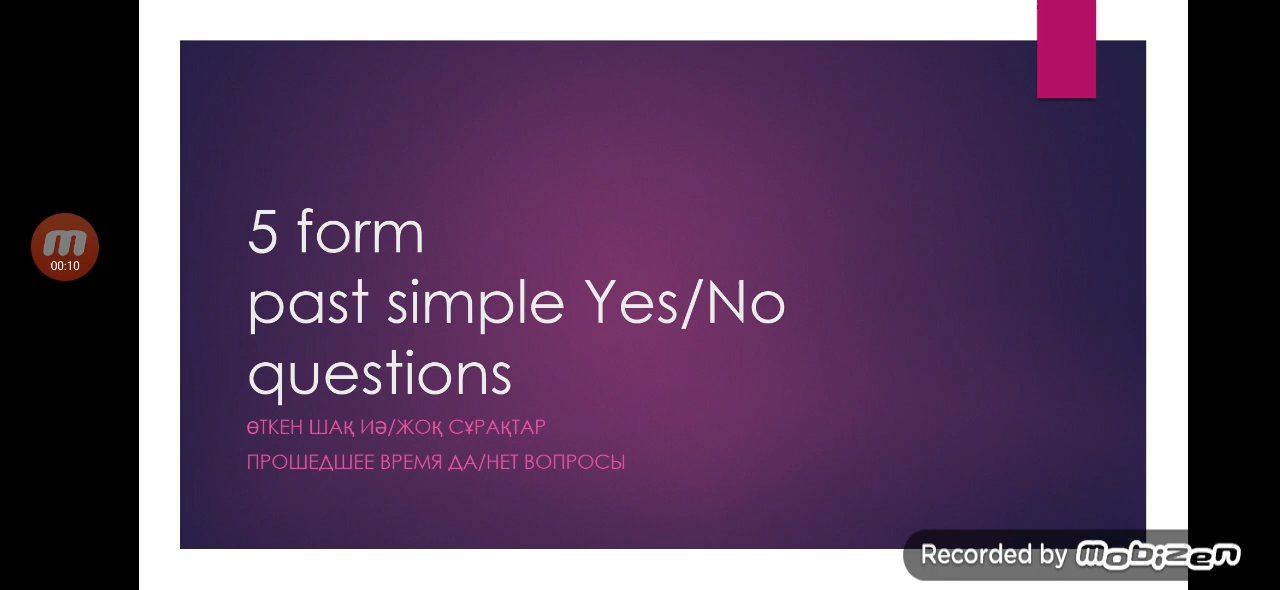 5 form
past simple Yes/No
questions
ӨТКЕН ШАҚ ИӘ/ЖОҚ СҰРАҚТАР
ПРОШЕДШЕЕ ВРЕМЯ ДА/НЕТ ВОПРОСЫ
m
00:10
Recorded by mobizen